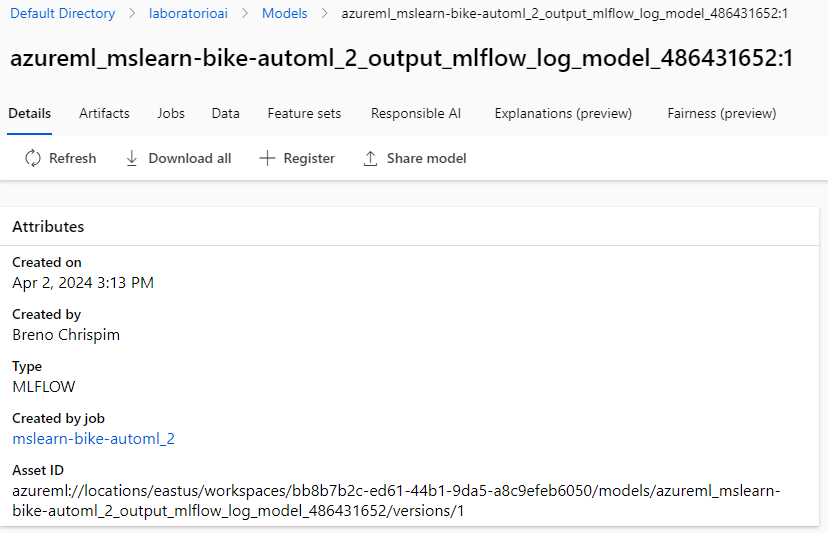 Default Directory > laboratorioai > Models > azureml_mslearn-bike-automl_2_output_mlflow_log_model_486431652:1
azureml_mslearn-bike-automl_2_output_mlflow_log_model_486431652:1
Details Artifacts Jobs Data Feature sets Responsible AI Explanations (preview) Fairness (preview)
Refresh Download all Register Share model
Attributes
Created on
Apr 2, 2024 3:13 PM
Created by
Breno Chrispim
Type
MLFLOW
Created by job
mslearn-bike-automl_2
Asset ID
azureml://locations/eastus/workspaces/bb8b7b2c-ed61-44b1-9da5-a8c9efeb6050/models/azureml_mslearn-
bike-automl_2_output_mlflow_log_model_486431652/versions/1